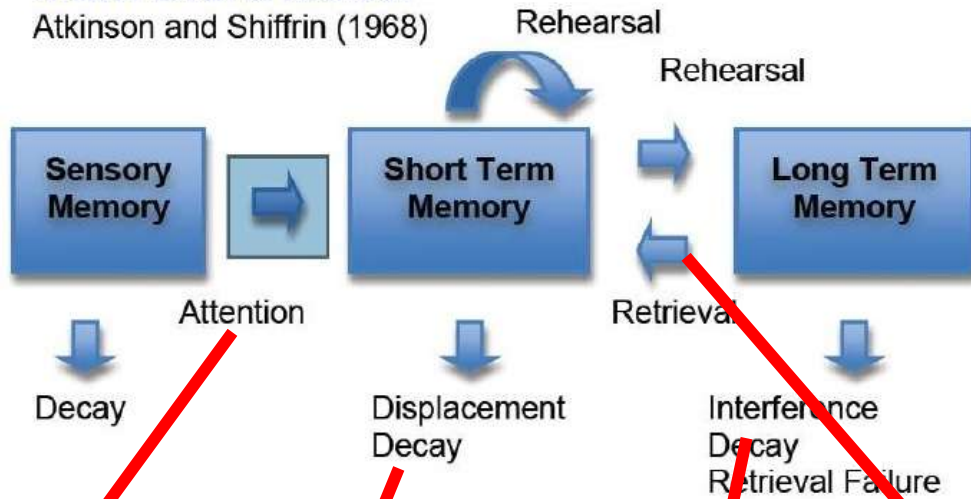 Atkinson and Shiffrin (1968)
Rehearsal
Rehearsal
Sensory
Memory
Short Term
Memory
Long Term
Memory
Attention
Retrieval
Decay
Displacement
Decay
Interference
Decay
Retrieval Failure